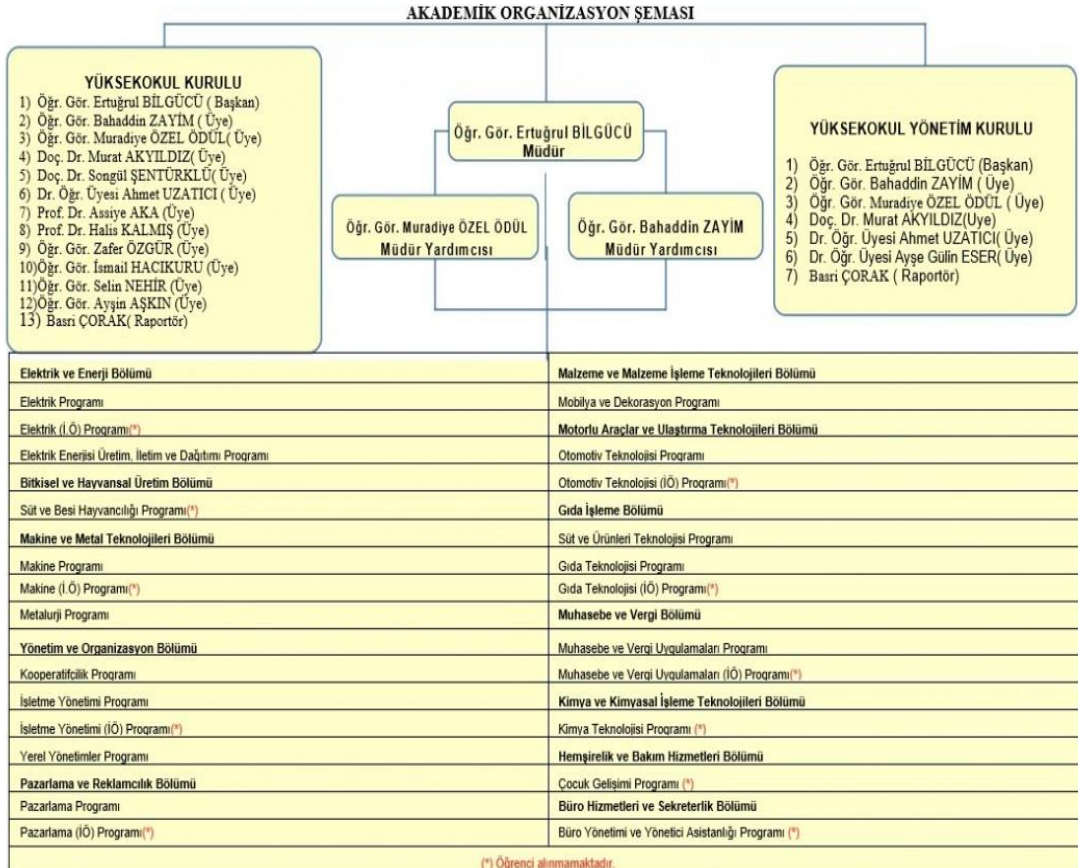 AKADEMİK ORGANİZASYON ŞEMASI
YÜKSEKOKUL KURULU
1) Öğr. Gör. Ertuğrul BİLGÜCÜ ( Başkan)
2) Öğr. Gör. Bahaddin ZAYİM ( Üye)
3) Öğr. Gör. Muradiye ÖZEL ÖDÜL( Üye)
4) Doç. Dr. Murat AKYILDIZ( Üye)
5) Doç. Dr. Songül ŞENTÜRKLÜ( Üye)
6) Dr. Öğr. Üyesi Ahmet UZATICI ( Üye)
7) Prof. Dr. Assiye AKA (Üye)
8) Prof. Dr. Halis KALMIŞ (Üye)
9) Öğr. Gör. Zafer ÖZGÜR (Üye)
10)Öğr. Gör. İsmail HACIKURU (Üye)
11)Öğr. Gör. Selin NEHİR (Üye)
12)Öğr. Gör. Ayşin AŞKIN (Üye)
13) Basri ÇORAK( Raportör)
Öğr. Gör. Ertuğrul BİLGÜCÜ
Müdür
Öğr. Gör. Muradiye ÖZEL ÖDÜL
Müdür Yardımcısı
Öğr. Gör. Bahaddin ZAYİM
Müdür Yardımcısı
YÜKSEKOKUL YÖNETİM KURULU
1) Öğr. Gör. Ertuğrul BİLGÜCÜ (Başkan)
2) Öğr. Gör. Bahaddin ZAYİM ( Üye)
3) Öğr. Gör. Muradiye ÖZEL ÖDÜL ( Üye)
4) Doç. Dr. Murat AKYILDIZ(Uye)
5) Dr. Öğr. Üyesi Ahmet UZATICI( Üye)
6) Dr. Öğr. Üyesi Ayşe Gülin ESER( Üye)
7) Basri ÇORAK ( Raportör)
Elektrik ve Enerji Bölümü
Elektrik Programı
Elektrik (İ.Ö) Programı(*)
Elektrik Enerjisi Üretim, İletim ve Dağıtımı Programı
Bitkisel ve Hayvansal Üretim Bölümü
Süt ve Besi Hayvancılığı Programı(*)
Makine ve Metal Teknolojileri Bölümü
Makine Programı
Makine (İ.Ö) Programı(*)
Metalurji Programı
Yönetim ve Organizasyon Bölümü
Kooperatifçilik Programı
İşletme Yönetimi Programı
İşletme Yönetimi (İÖ) Programı(*)
Yerel Yönetimler Programı
Pazarlama ve Reklamcılık Bölümü
Pazarlama Programı
Pazarlama (İÖ) Programı(*)
Malzeme ve Malzeme İşleme Teknolojileri Bölümü
Mobilya ve Dekorasyon Programı
Motorlu Araçlar ve Ulaştırma Teknolojileri Bölümü
Otomotiv Teknolojisi Programı
Otomotiv Teknolojisi (İÖ) Programı(*)
Gıda İşleme Bölümü
Süt ve Ürünleri Teknolojisi Programı
Gıda Teknolojisi Programı
Gıda Teknolojisi (İÖ) Programı(*)
Muhasebe ve Vergi Bölümü
Muhasebe ve Vergi Uygulamaları Programı
Muhasebe ve Vergi Uygulamaları (İÖ) Programı(*)
Kimya ve Kimyasal İşleme Teknolojileri Bölümü
Kimya Teknolojisi Programı (*)
Hemşirelik ve Bakım Hizmetleri Bölümü
Çocuk Gelişimi Programı (*)
Büro Hizmetleri ve Sekreterlik Bölümü
Büro Yönetimi ve Yönetici Asistanlığı Programı (*)
(*) Öğrenci alınmamaktadır.